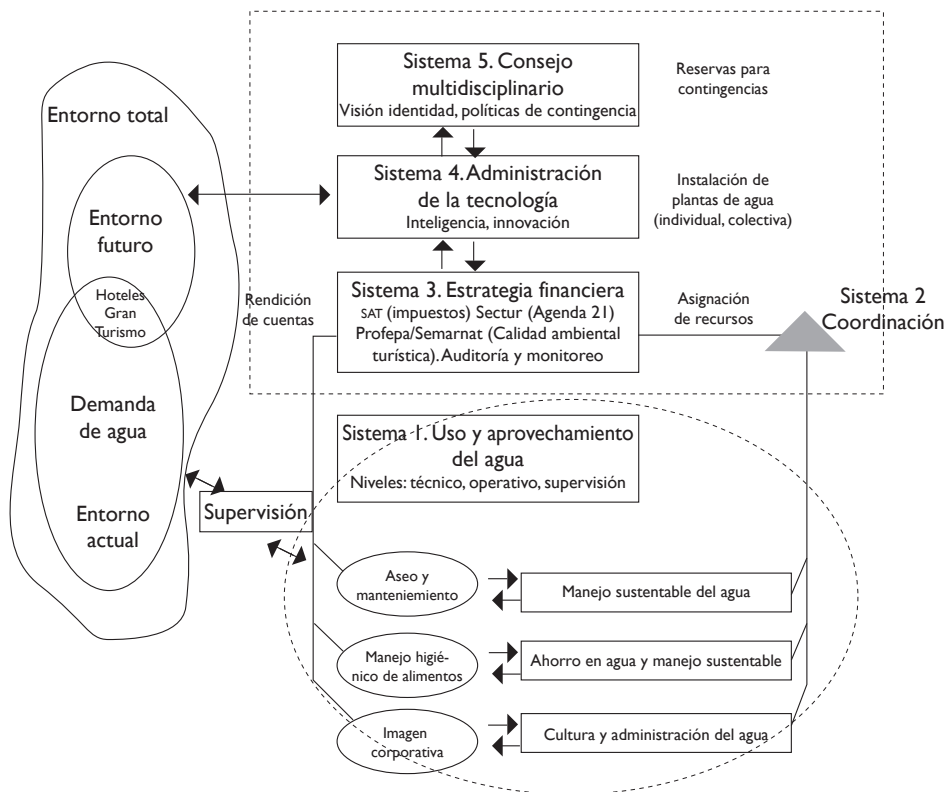 Entorno total
Entorno
futuro
Hoteles
Gran
Turismo
Demanda
de agua
Entorno
actual
Sistema 5. Consejo
multidisciplinario
Visión identidad, políticas de contingencia
Reservas para
contingencias
Sistema 4. Administración
de la tecnología
Inteligencia, innovación
Instalación de
plantas de agua
(individual, colectiva)
Rendición
de cuentas
Sistema 3. Estrategia financiera
SAT (impuestos) Sectur (Agenda 21)
Profepa/Semarnat (Calidad ambiental
turística). Auditoría y monitoreo
Asignación
de recursos
Sistema 2
Coordinación
Sistema 1. Uso y aprovechamiento
del agua
Niveles: técnico, operativo, supervisión
Supervisión
Aseo y
manteniemiento
Manejo sustentable del agua
Manejo higié-
nico de alimentos
Ahorro en agua y manejo sustentable
Imagen
corporativa
Cultura y administración del agua